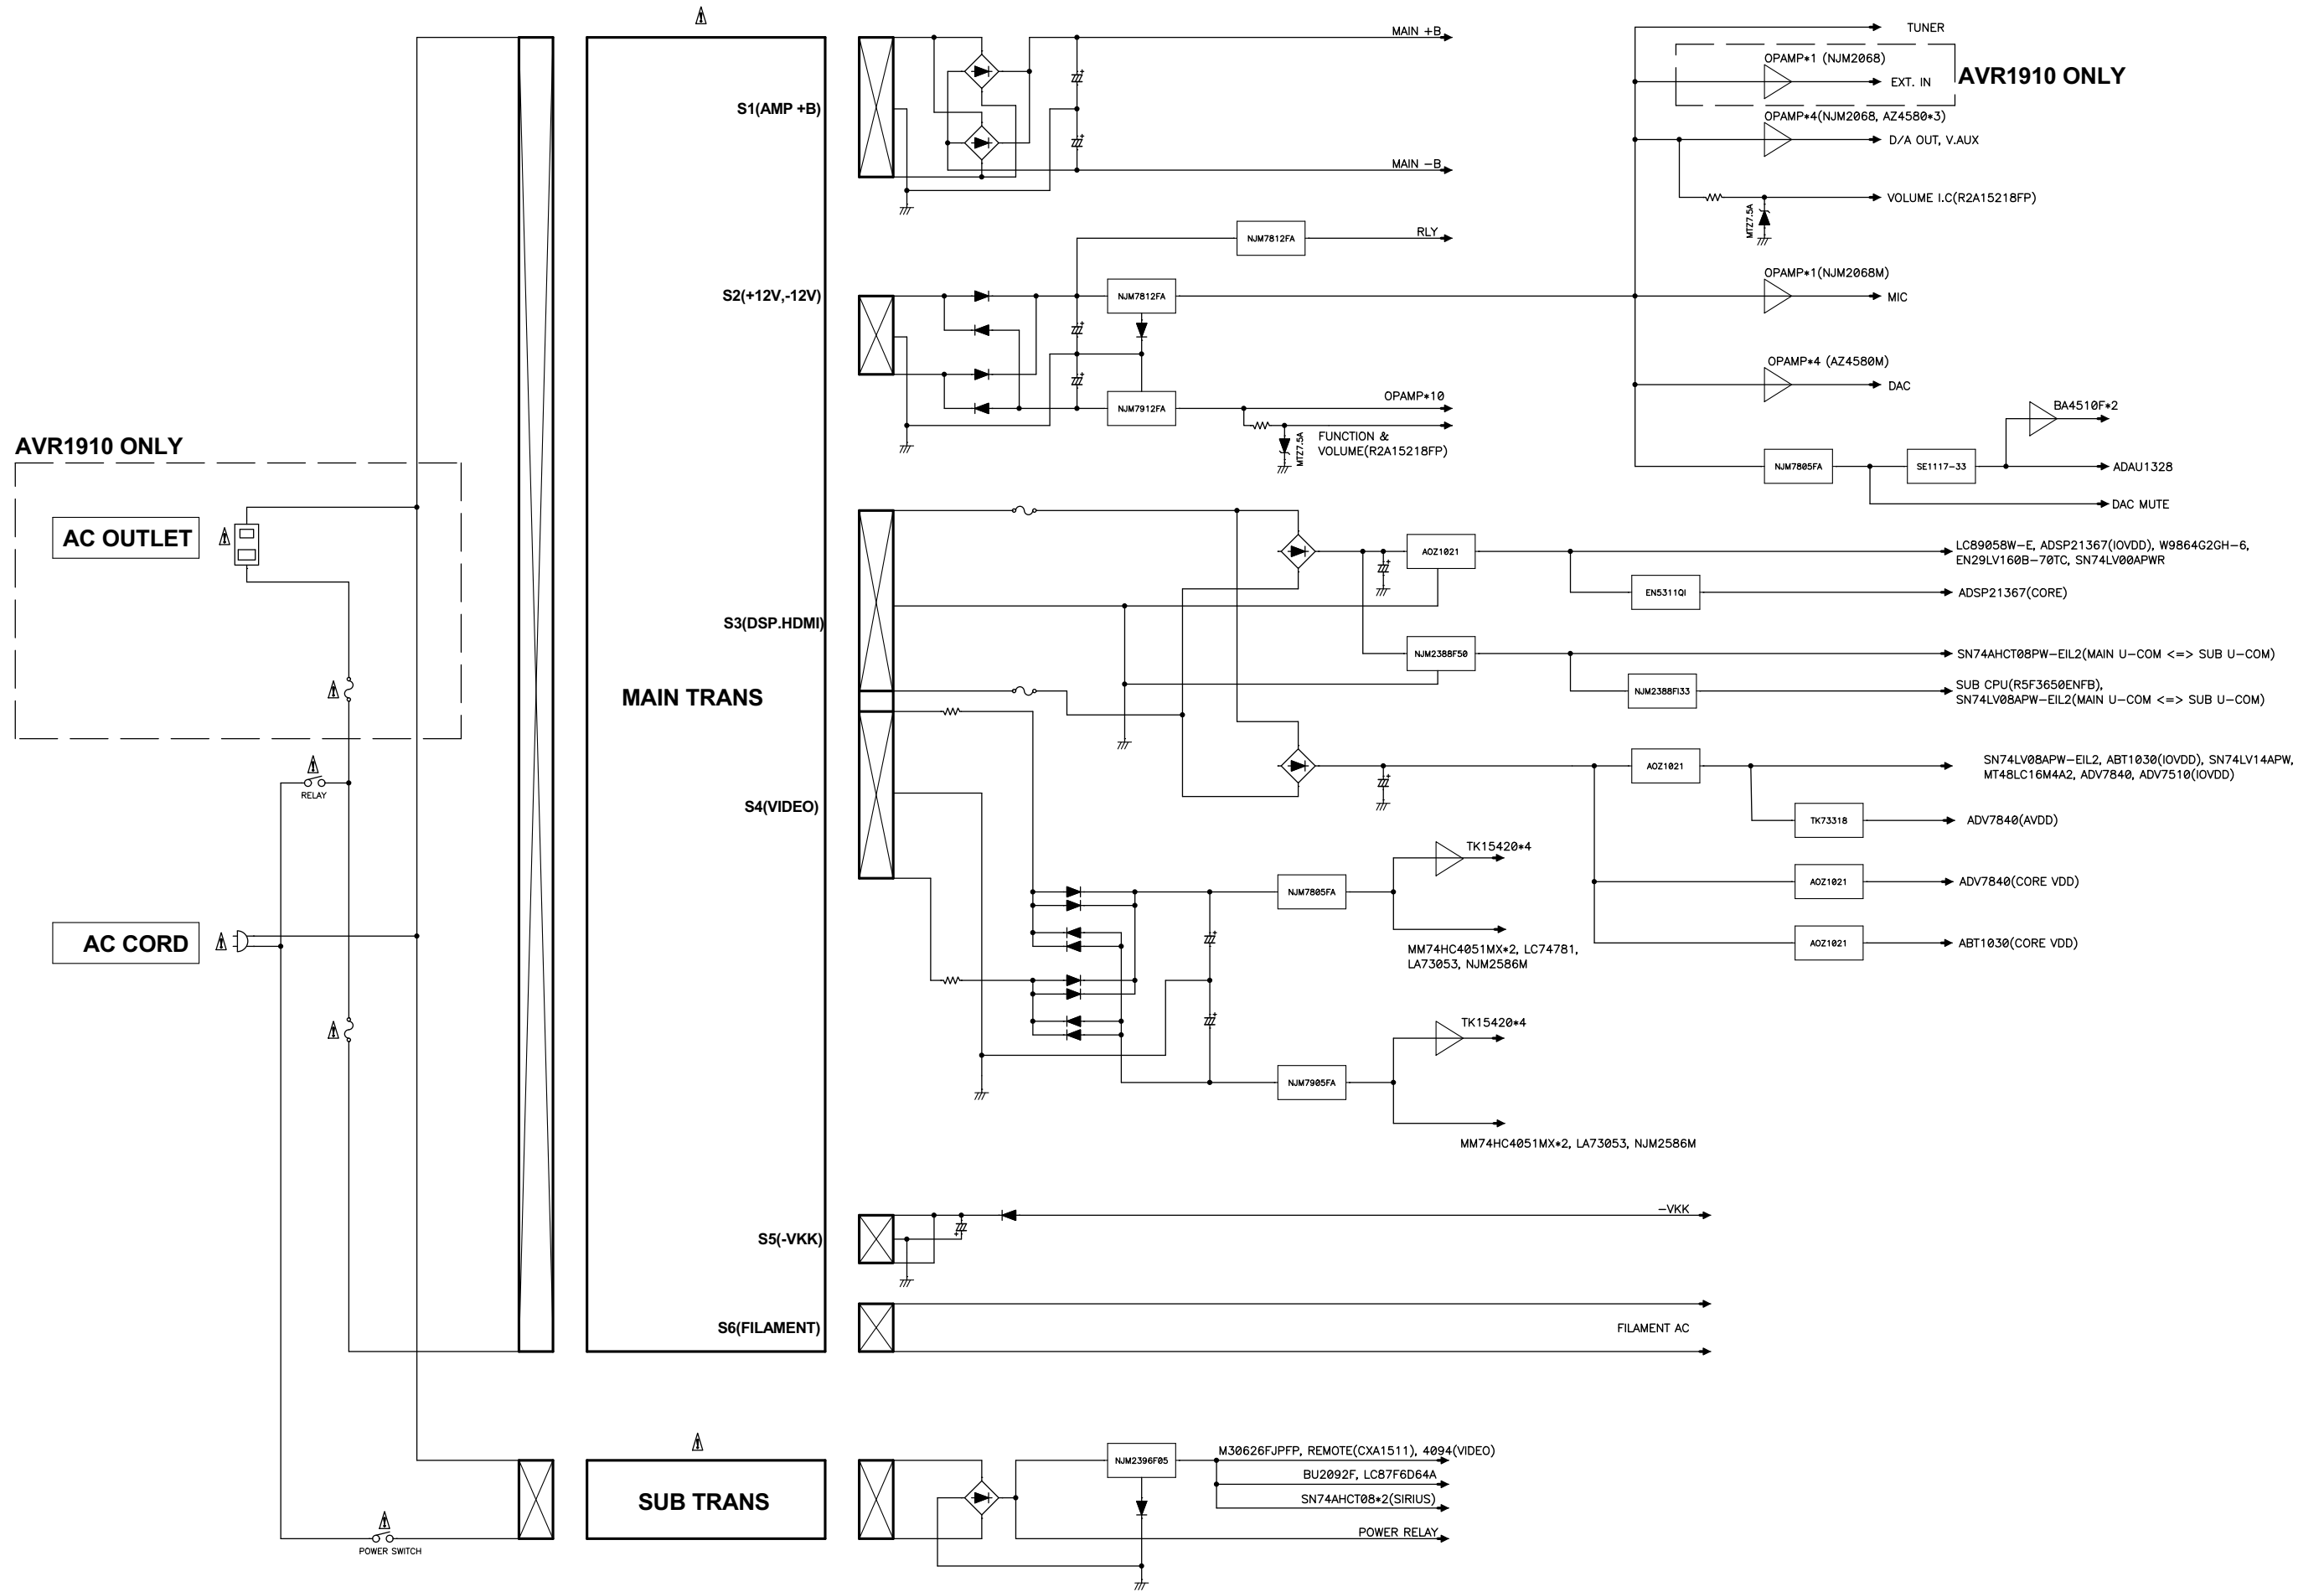 TUNER
MAIN +B
OPAMP*1 (NJM2068)
AVR1910 ONLY
EXT. IN
S1(AMP +B)
OPAMP*4(NJM2068, AZ4580*3)
D/A OUT, V.AUX
MAIN -B
VOLUME I.C(R2A15218FP)
MTZ7.5A
RLY
NJM7812FA
OPAMP*1(NJM2068M)
S2(+12V,-12V)
NJM7812FA
MIC
OPAMP*4 (AZ4580M)
DAC
OPAMP*10
NJM7912FA
BA4510F*2
FUNCTION &
VOLUME(R2A15218FP)
MTZ7.5A
AVR1910 ONLY
NJM7805FA
SE1117-33
ADAU1328
DAC MUTE
AC OUTLET
AOZ1021
LC89058W-E, ADSP21367(IOVDD), W9864G2GH-6,
EN29LV160B-70TC, SN74LV00APWR
EN5311QI
ADSP21367(CORE)
S3(DSP.HDMI)
NJM2388F50
SN74AHCT08PW-EIL2(MAIN U-COM <=> SUB U-COM)
MAIN TRANS
NJM2388FI33
SUB CPU(R5F3650ENFB),
SN74LV08APW-EIL2(MAIN U-COM <=> SUB U-COM)
AOZ1021
SN74LV08APW-EIL2, ABT1030(IOVDD), SN74LV14APW,
MT48LC16M4A2, ADV7840, ADV7510(IOVDD)
RELAY
S4(VIDEO)
TK73318
ADV7840(AVDD)
TK15420*4
NJM7805FA
AOZ1021
ADV7840(CORE VDD)
AC CORD
MM74HC4051MX*2, LC74781,
LA73053, NJM2586M
AOZ1021
ABT1030(CORE VDD)
TK15420*4
NJM7905FA
MM74HC4051MX*2, LA73053, NJM2586M
-VKK
S5(-VKK)
S6(FILAMENT)
FILAMENT AC
M30626FJPFP, REMOTE(CXA1511), 4094(VIDEO)
NJM2396F05
BU2092F, LC87F6D64A
SUB TRANS
SN74AHCT08*2(SIRIUS)
POWER RELAY
POWER SWITCH